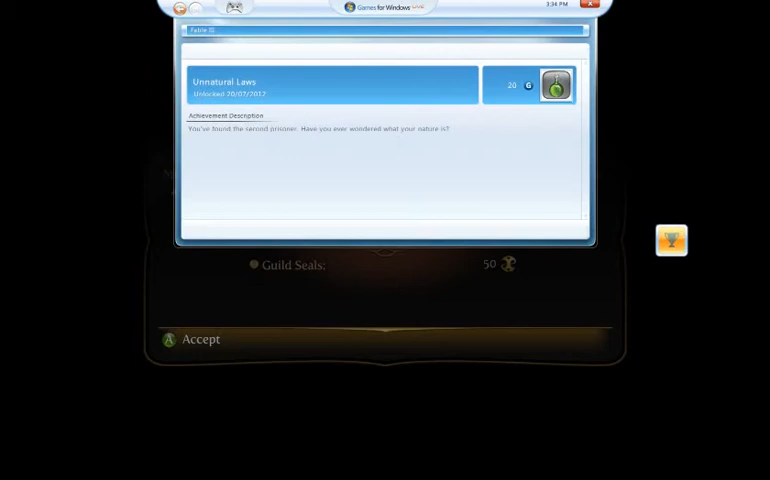 Games for Windows LIVE
3:34 PM
Fable III
Unnatural Laws
Unlocked 20/07/2012
20 G
Achievement Description
You've found the second prisoner. Have you ever wondered what your nature is?
Guild Seals: 50
A Accept